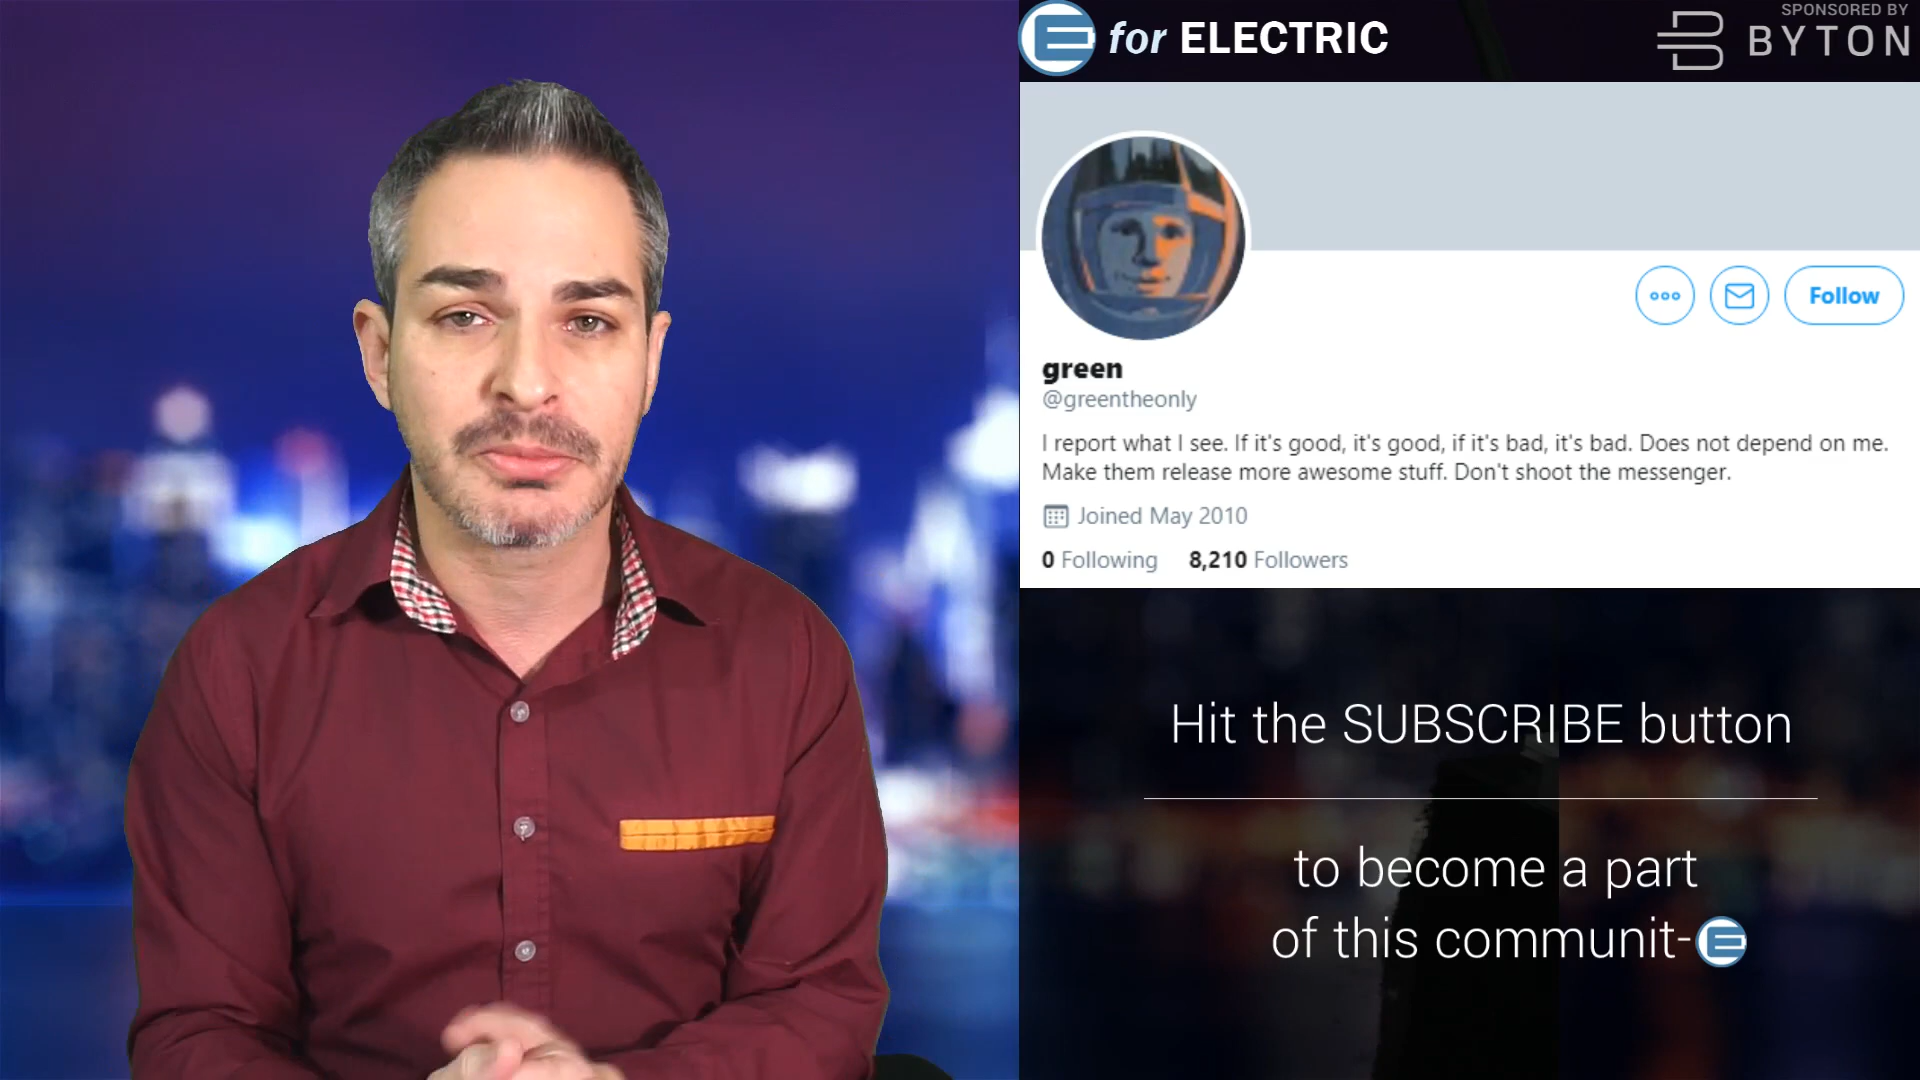 for ELECTRIC
SPONSORED BY
BYTON
Follow
green
@greentheonly
I report what I see. If it's good, it's good, if it's bad, it's bad. Does not depend on me.
Make them release more awesome stuff. Don't shoot the messenger.
Joined May 2010
0 Following 8,210 Followers
Hit the SUBSCRIBE button
to become a part
of this communit-E